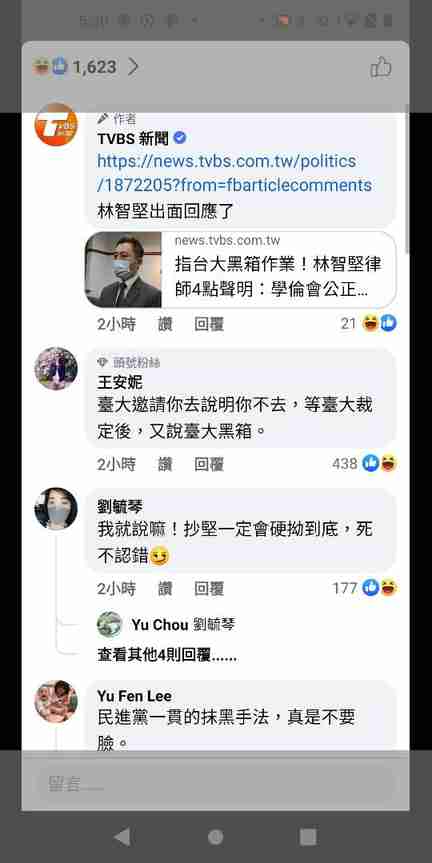 1,623
作者
TVBS
TVBS 新聞
https://news.tvbs.com.tw/politics
/1872205?from=fbarticlecomments
林智堅出面回應了
news.tvbs.com.tw
指台大黑箱作業！林智堅律
師4點聲明：學倫會公正...
2小時 讚 回覆 21
頭號粉絲
王安妮
臺大邀請你去說明你不去，等臺大裁
定後，又說臺大黑箱。
2小時 讚 回覆 438
劉毓琴
我就說嘛！抄堅一定會硬拗到底，死
不認錯
2小時 讚 回覆 177
Yu Chou 劉毓琴
查看其他4則回覆......
Yu Fen Lee
民進黨一貫的抹黑手法，真是不要
臉。
留言......